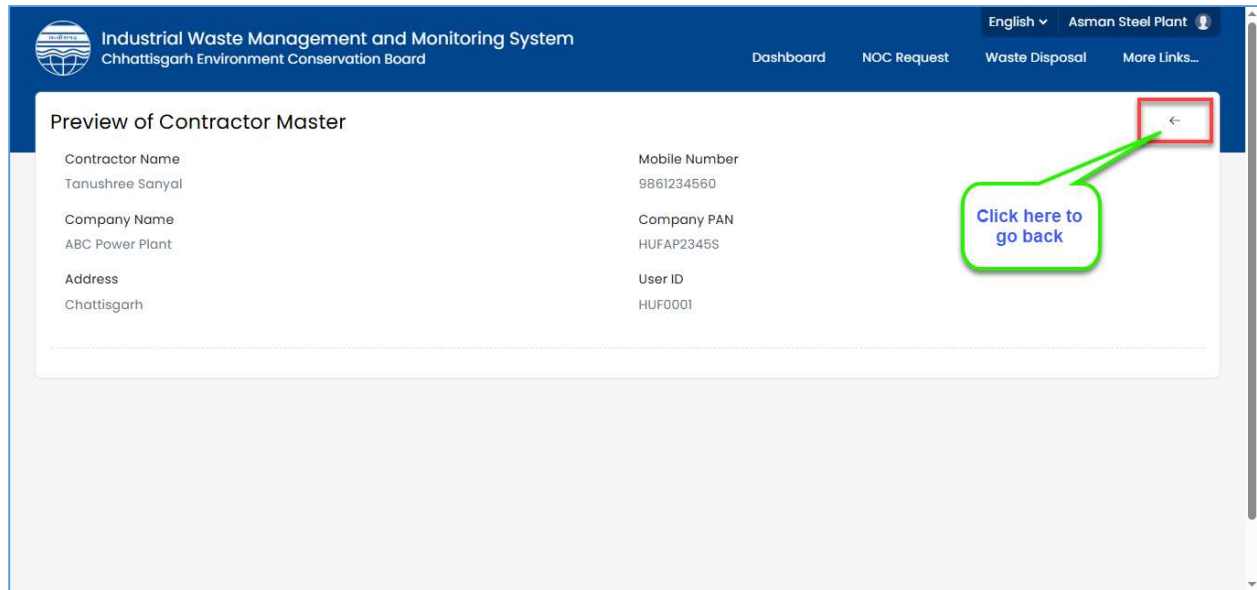 English
Asman Steel Plant
Industrial Waste Management and Monitoring System
Chhattisgarh Environment Conservation Board
Dashboard
NOC Request
Waste Disposal
More Links...
Preview of Contractor Master
Contractor Name
Tanushree Sanyal
Mobile Number
9861234560
Company Name
ABC Power Plant
Company PAN
HUFAP2345S
Address
Chattisgarh
User ID
HUF0001
Click here to
go back